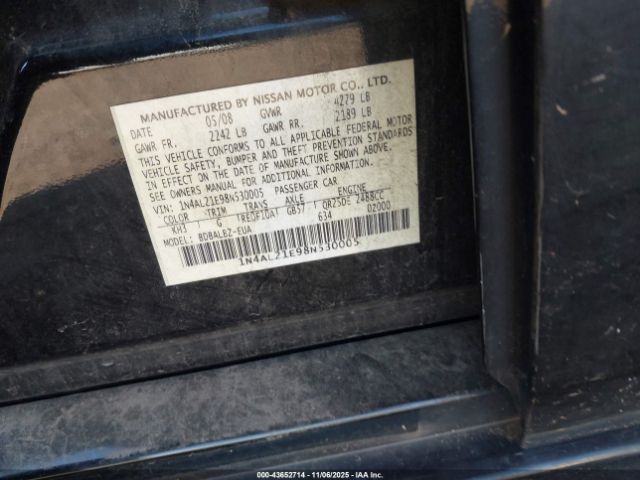 MANUFACTURED BY NISSAN MOTOR CO., LTD.
DATE 05/08 GVWR 4279 LB
GAWR FR. 2242 LB GAWR RR. 2189 LB
THIS VEHICLE CONFORMS TO ALL APPLICABLE FEDERAL MOTOR
VEHICLE SAFETY, BUMPER AND THEFT PREVENTION STANDARDS
IN EFFECT ON THE DATE OF MANUFACTURE SHOWN ABOVE.
SEE OWNERS MANUAL FOR ADDITIONAL INFORMATION.
VIN: 1N4AL21E98N530005 PASSENGER CAR
COLOR TRIM TRANS AXLE ENGINE
KH3 G GB57 QR25DE 2488CC
MODEL: BDBALBZ-EUA 634 02000
1N4AL21E98N530005
000-43652714 - 11/06/2025 - IAA Inc.